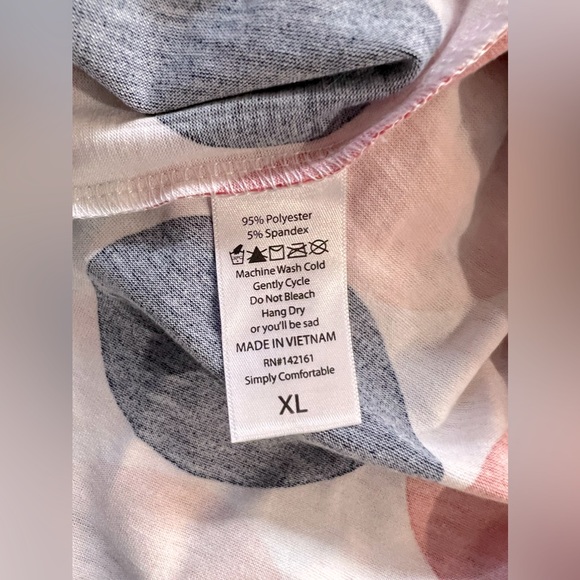 95% Polyester
5% Spandex
Machine Wash Cold
Gently Cycle
Do Not Bleach
Hang Dry
or you'll be sad
MADE IN VIETNAM
RN#142161
Simply Comfortable
XL